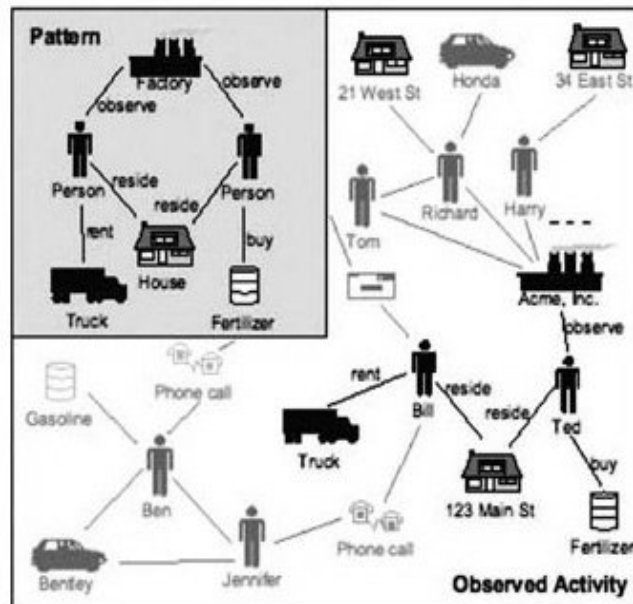 Pattern
Factory
observe
observe
Person
Person
reside
reside
rent
buy
House
Truck
Fertilizer
21 West St
Honda
34 East St
Tom
Richard
Harry
Acme, Inc.
observe
rent
reside
Bill
reside
Ted
buy
Truck
123 Main St
Fertilizer
Gasoline
Phone call
Ben
Bentley
Jennifer
Phone call
Observed Activity